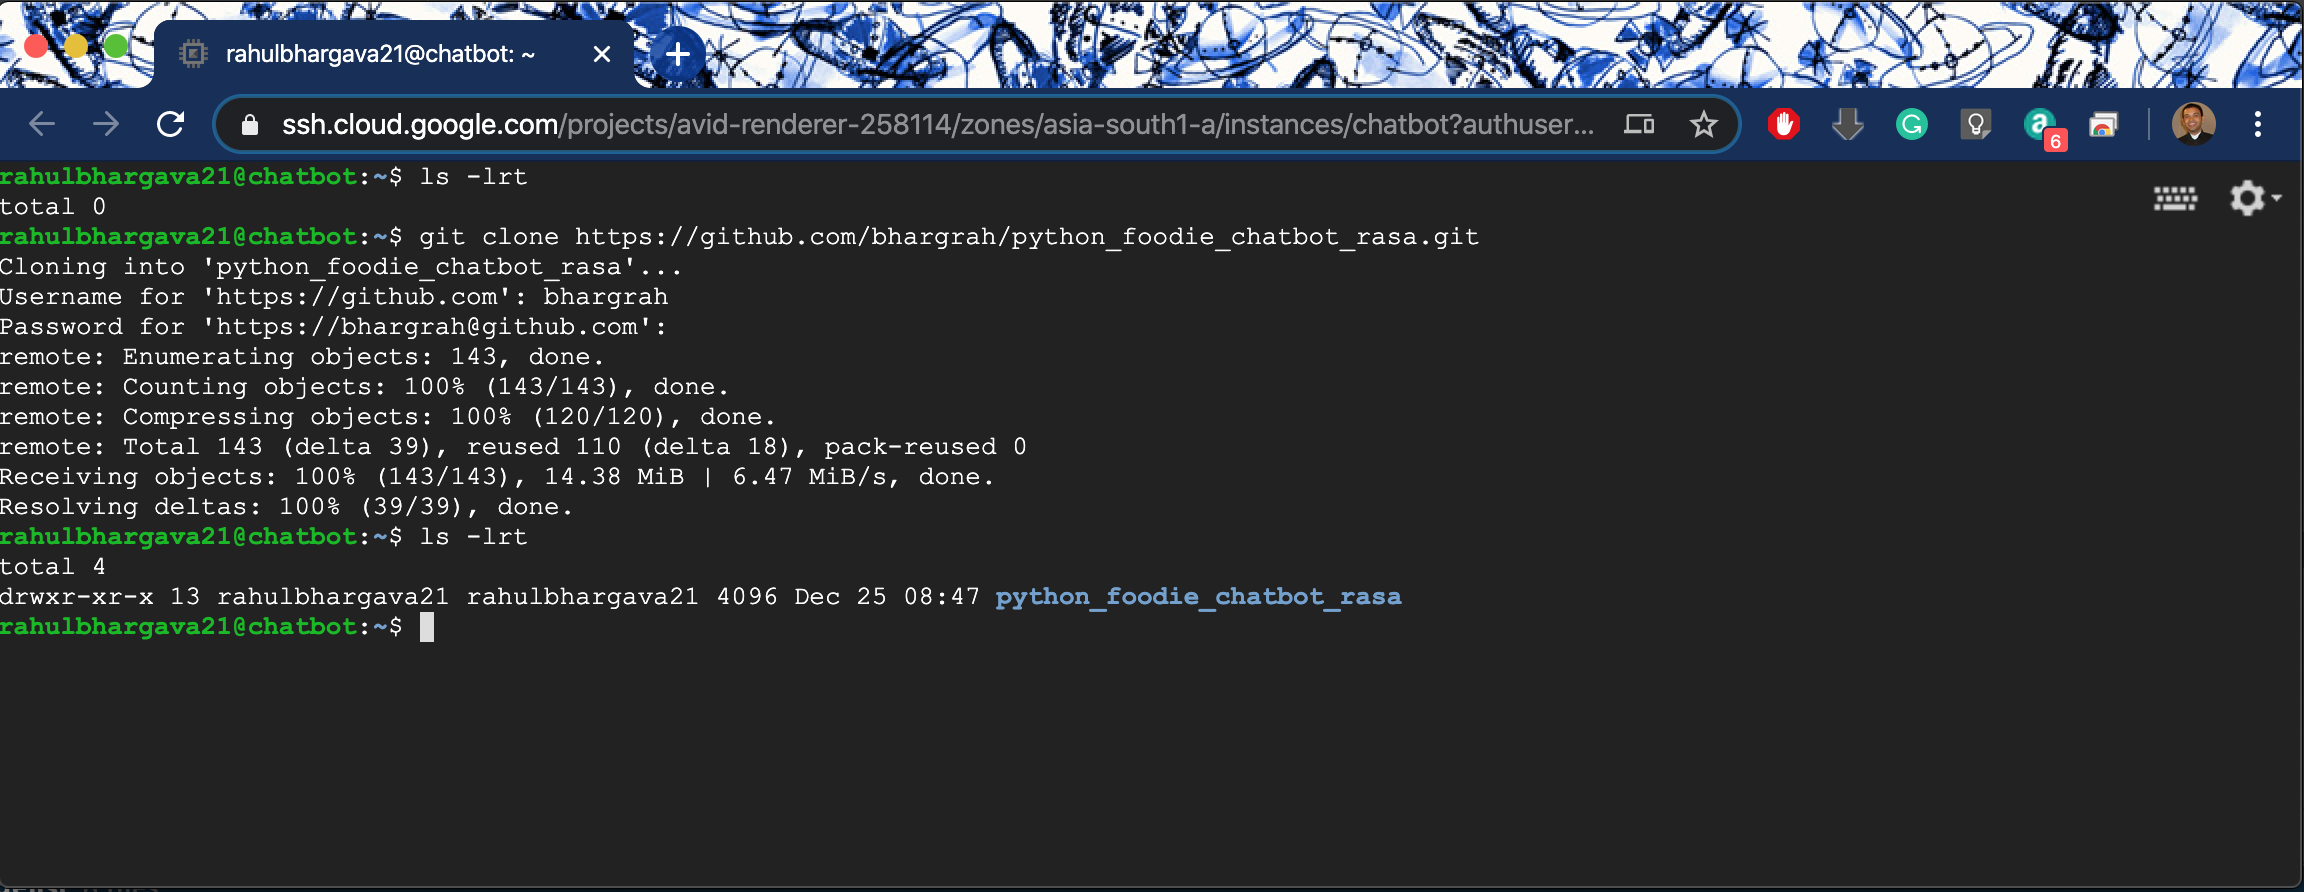 rahulbhargava21@chatbot: ~
ssh.cloud.google.com/projects/avid-renderer-258114/zones/asia-south1-a/instances/chatbot?authuser...
6
rahulbhargava21@chatbot:~$ ls -lrt
total 0
rahulbhargava21@chatbot:~$ git clone https://github.com/bhargrah/python_foodie_chatbot_rasa.git
Cloning into 'python_foodie_chatbot_rasa'...
Username for 'https://github.com': bhargrah
Password for 'https://bhargrah@github.com':
remote: Enumerating objects: 143, done.
remote: Counting objects: 100% (143/143), done.
remote: Compressing objects: 100% (120/120), done.
remote: Total 143 (delta 39), reused 110 (delta 18), pack-reused 0
Receiving objects: 100% (143/143), 14.38 MiB | 6.47 MiB/s, done.
Resolving deltas: 100% (39/39), done.
rahulbhargava21@chatbot:~$ ls -lrt
total 4
drwxr-xr-x 13 rahulbhargava21 rahulbhargava21 4096 Dec 25 08:47 python_foodie_chatbot_rasa
rahulbhargava21@chatbot:~$